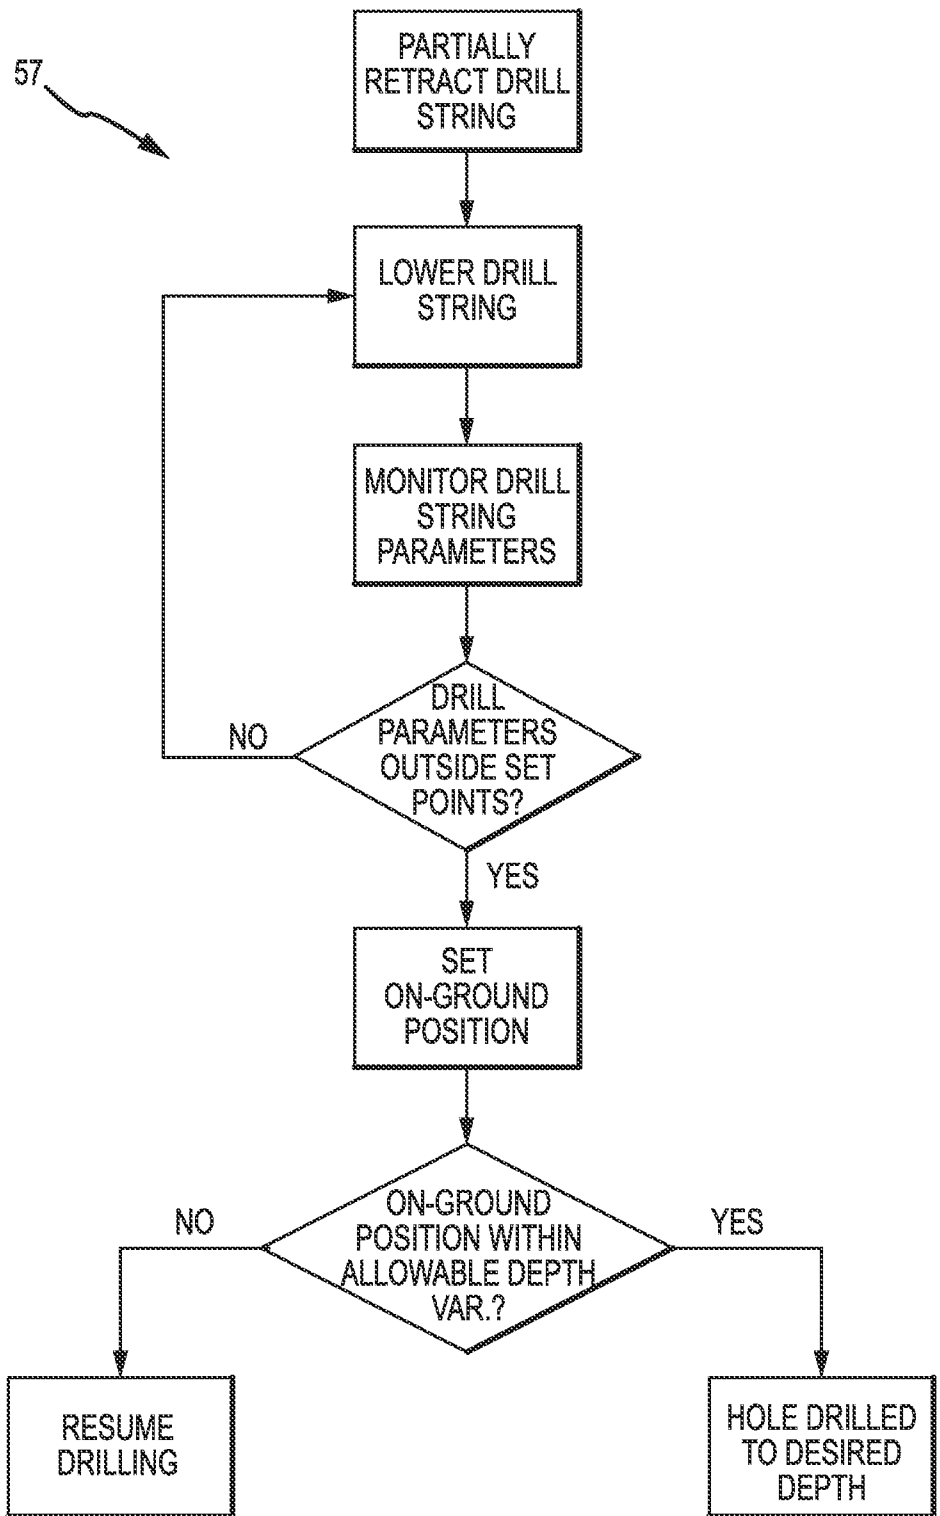 57
PARTIALLY
RETRACT DRILL
STRING
LOWER DRILL
STRING
MONITOR DRILL
STRING
PARAMETERS
DRILL
PARAMETERS
OUTSIDE SET
POINTS?
NO
YES
SET
ON-GROUND
POSITION
ON-GROUND
POSITION WITHIN
ALLOWABLE DEPTH
VAR.?
NO
YES
RESUME
DRILLING
HOLE DRILLED
TO DESIRED
DEPTH